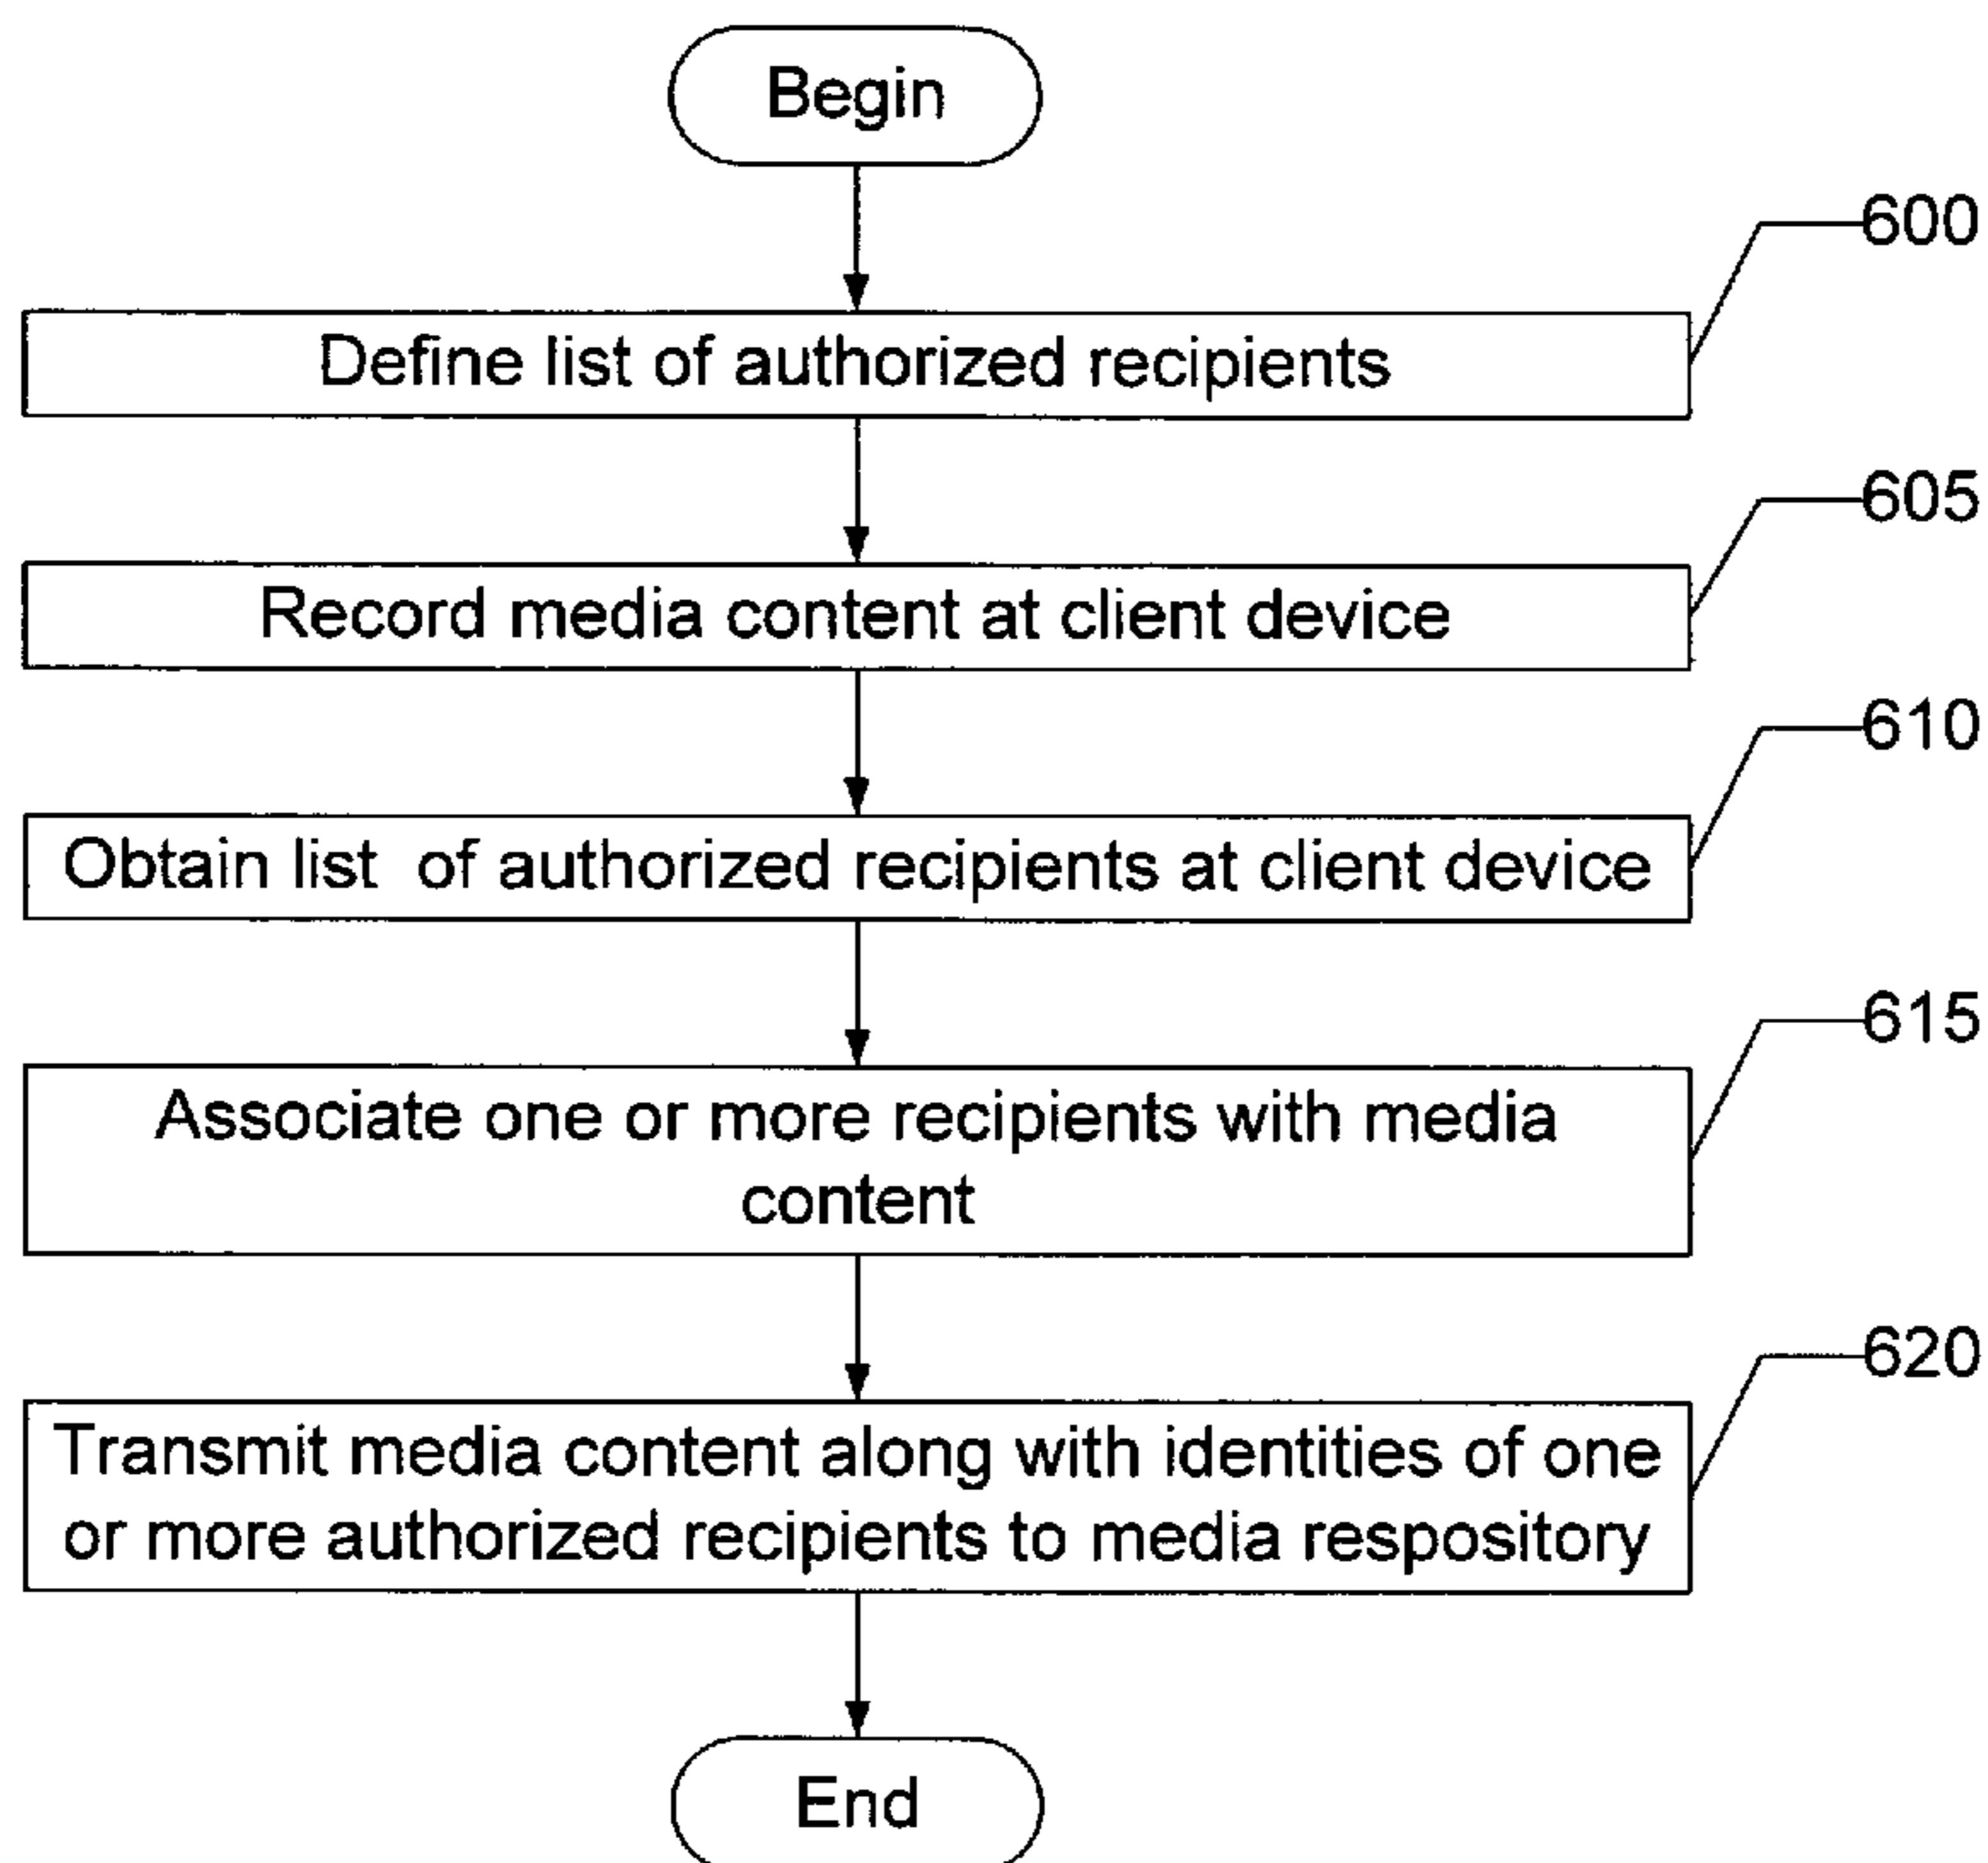 Begin
600
Define list of authorized recipients
605
Record media content at client device
610
Obtain list of authorized recipients at client device
615
Associate one or more recipients with media
content
620
Transmit media content along with identities of one
or more authorized recipients to media respository
End